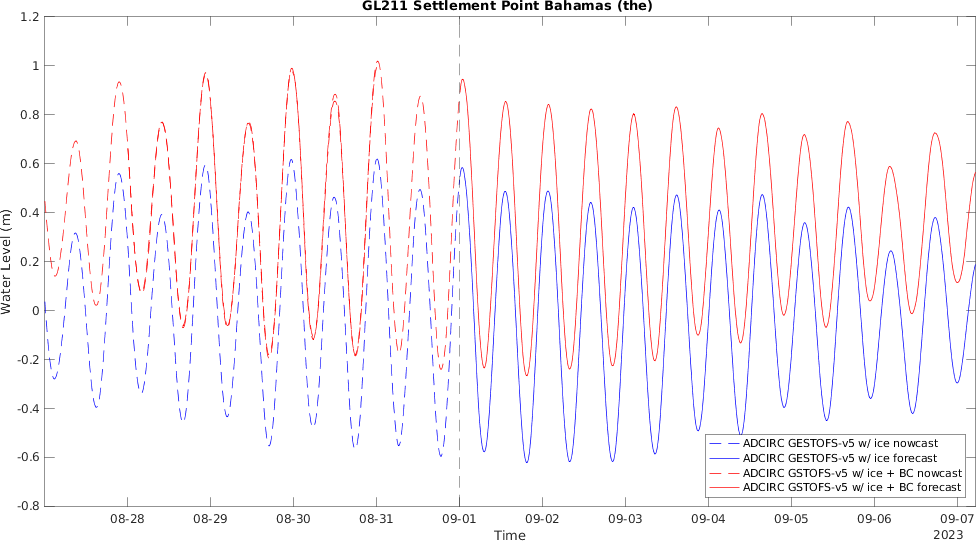 GL211 Settlement Point Bahamas (the)
1.2
1
0.8
0.6
0.4
0.2
0
-0.2
-0.4
-0.6
-0.8
Water Level (m)
ADCIRC GESTOFS-v5 w/ ice nowcast
ADCIRC GESTOFS-v5 w/ ice forecast
ADCIRC GSTOFS-v5 w/ ice + BC nowcast
ADCIRC GSTOFS-v5 w/ ice + BC forecast
08-28 08-29 08-30 08-31 09-01 09-02 09-03 09-04 09-05 09-06 09-07
Time
2023